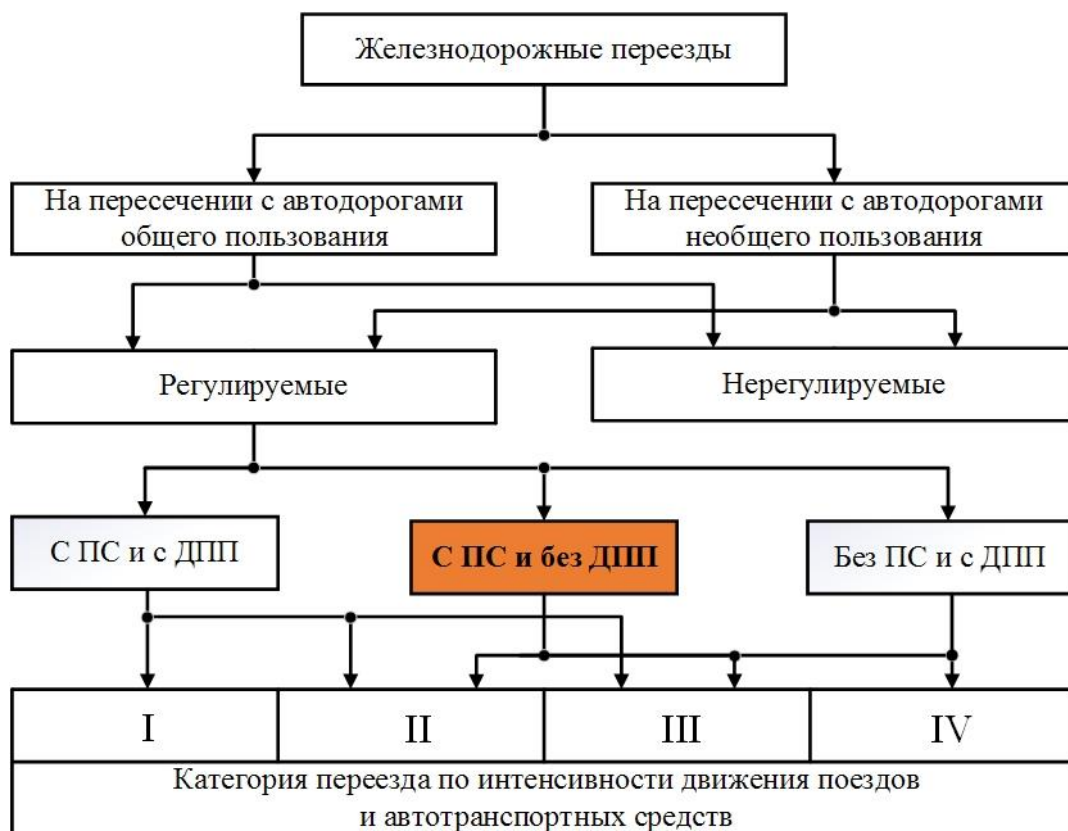 Железнодорожные переезды
На пересечении с автодорогами
общего пользования
На пересечении с автодорогами
необщего пользования
Регулируемые
Нерегулируемые
С ПС и с ДПП
С ПС и без ДПП
Без ПС и с ДПП
I
II
III
IV
Категория переезда по интенсивности движения поездов
и автотранспортных средств